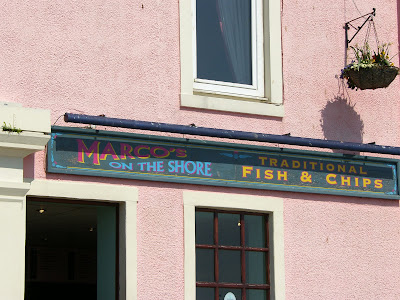 MARCO'S
ON THE SHORE
TRADITIONAL
FISH & CHIPS